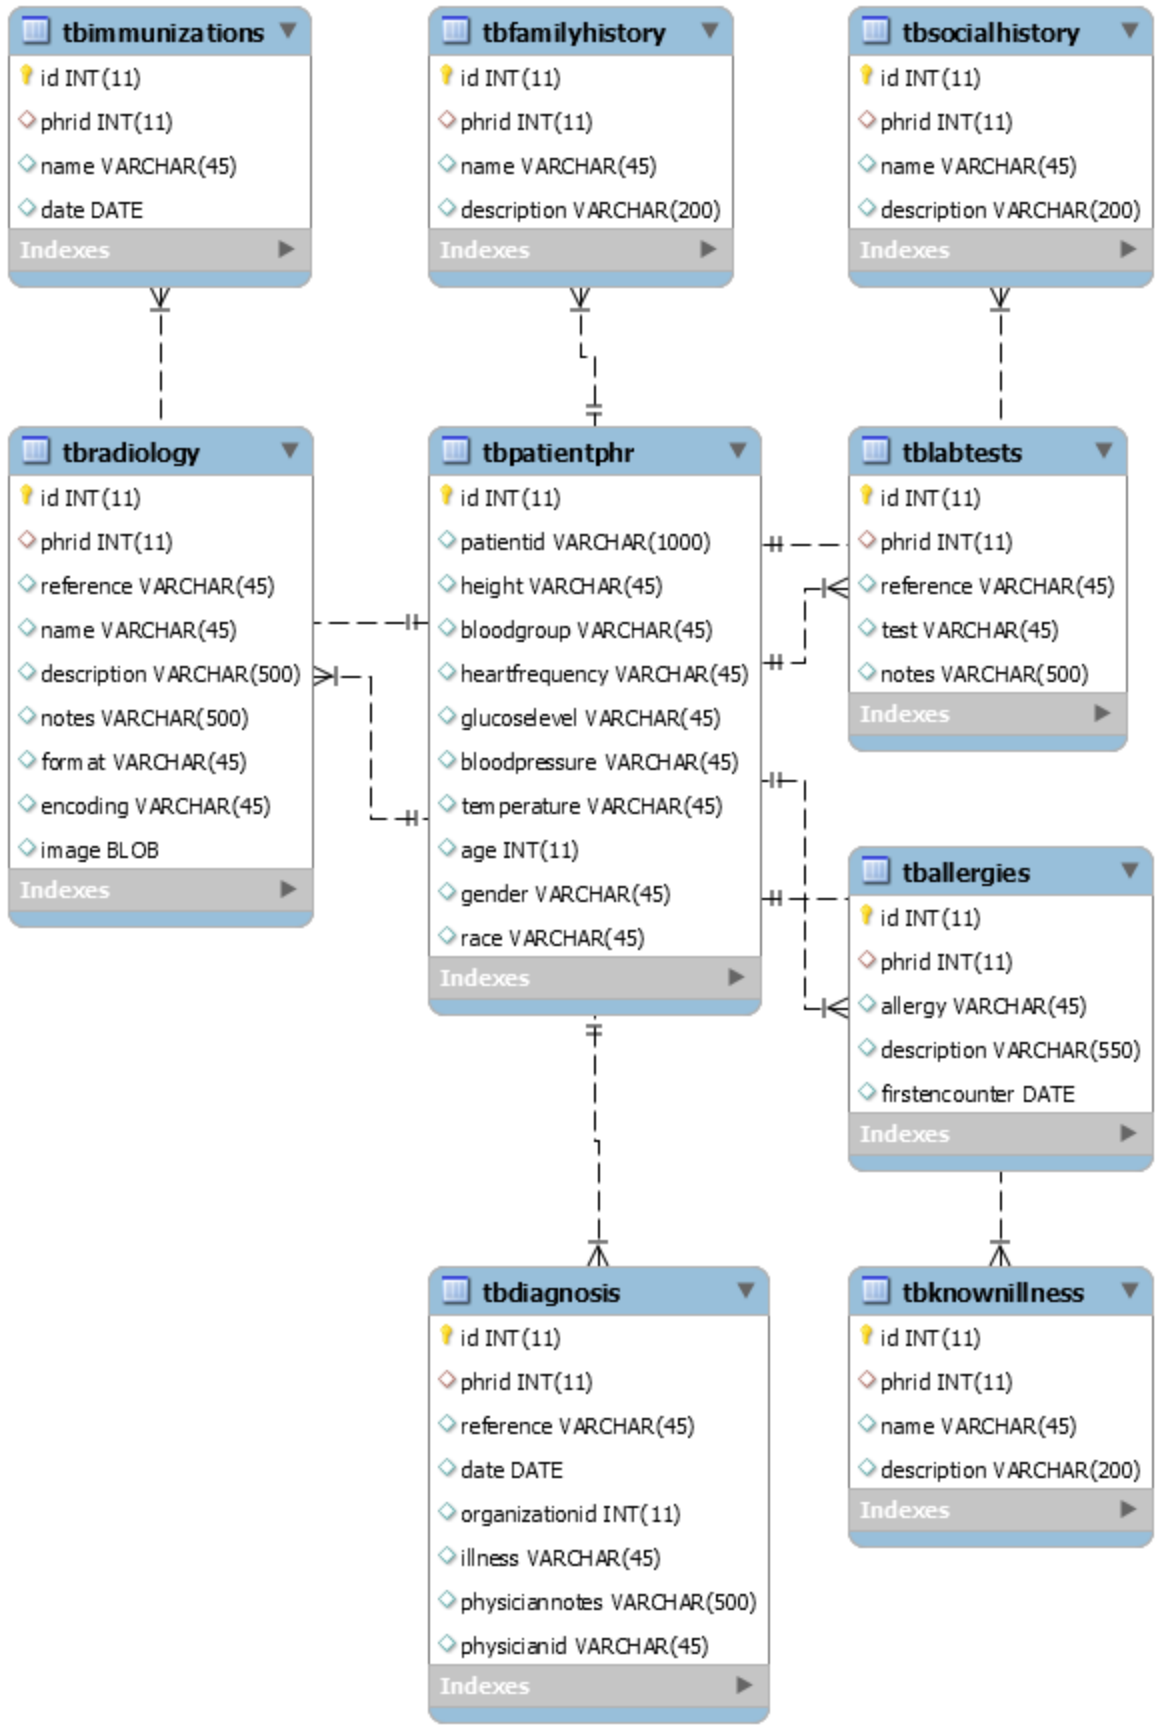 tbimmunizations
id INT(11)
phrid INT(11)
name VARCHAR(45)
date DATE
Indexes
tbfamilyhistory
id INT(11)
phrid INT(11)
name VARCHAR(45)
description VARCHAR(200)
Indexes
tbsocialhistory
id INT(11)
phrid INT(11)
name VARCHAR(45)
description VARCHAR(200)
Indexes
tbradiology
id INT(11)
phrid INT(11)
reference VARCHAR(45)
name VARCHAR(45)
description VARCHAR(500)
notes VARCHAR(500)
format VARCHAR(45)
encoding VARCHAR(45)
image BLOB
Indexes
tbpatientphr
id INT(11)
patientid VARCHAR(1000)
height VARCHAR(45)
bloodgroup VARCHAR(45)
heartfrequency VARCHAR(45)
glucoselevel VARCHAR(45)
bloodpressure VARCHAR(45)
temperature VARCHAR(45)
age INT(11)
gender VARCHAR(45)
race VARCHAR(45)
Indexes
tblabtests
id INT(11)
phrid INT(11)
reference VARCHAR(45)
test VARCHAR(45)
notes VARCHAR(500)
Indexes
tballergies
id INT(11)
phrid INT(11)
allergy VARCHAR(45)
description VARCHAR(550)
firstencounter DATE
Indexes
tbdiagnosis
id INT(11)
phrid INT(11)
reference VARCHAR(45)
date DATE
organizationid INT(11)
illness VARCHAR(45)
physiciannotes VARCHAR(500)
physicianid VARCHAR(45)
Indexes
tbknownillness
id INT(11)
phrid INT(11)
name VARCHAR(45)
description VARCHAR(200)
Indexes